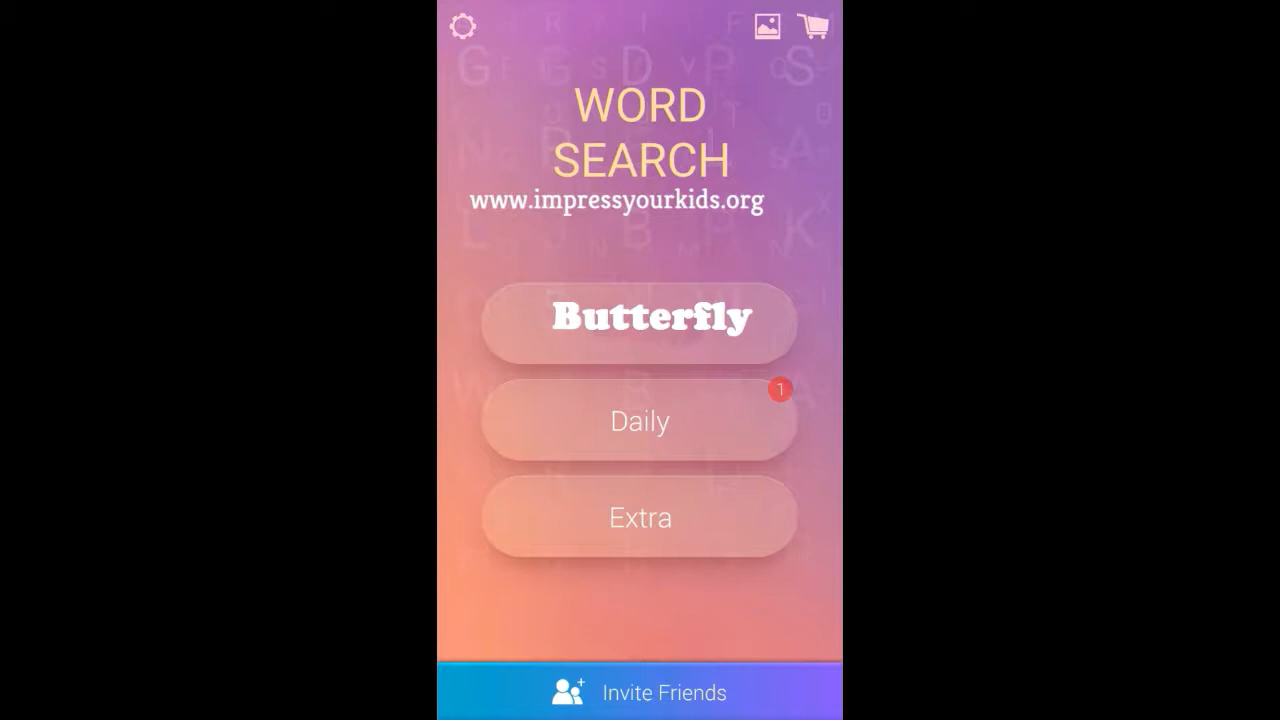 WORD
SEARCH
www.impressyourkids.org
Butterfly
1
Daily
Extra
Invite Friends